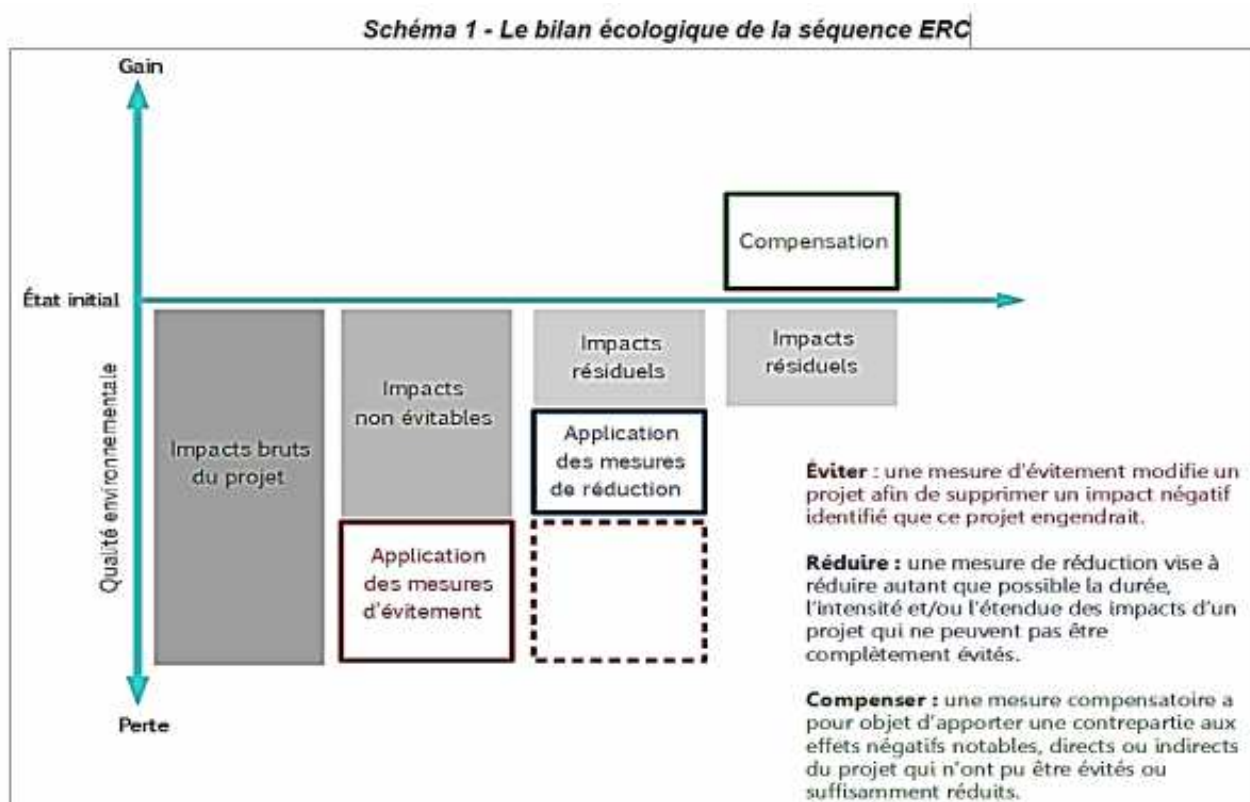 Schéma 1 - Le bilan écologique de la séquence ERC
Gain
Compensation
État initial
Impacts bruts
du projet
Impacts
non évitables
Application
des mesures
d'évitement
Impacts
résiduels
Application
des mesures
de réduction
Impacts
résiduels
Qualité environnementale
Perte
Éviter : une mesure d'évitement modifie un
projet afin de supprimer un impact négatif
identifié que ce projet engendrait.
Réduire : une mesure de réduction vise à
réduire autant que possible la durée,
l'intensité et/ou l'étendue des impacts d'un
projet qui ne peuvent pas être
complètement évités.
Compenser : une mesure compensatoire a
pour objet d'apporter une contrepartie aux
effets négatifs notables, directs ou indirects
du projet qui n'ont pu être évités ou
suffisamment réduits.